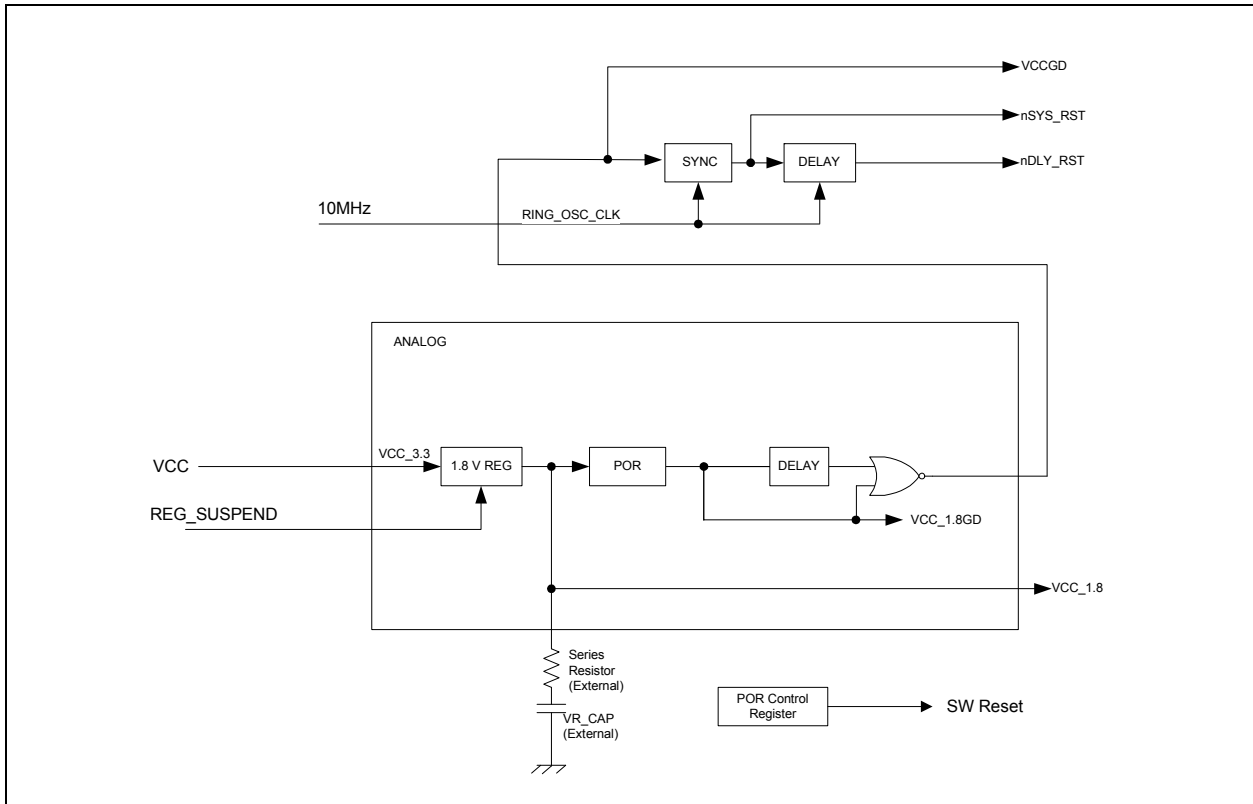 VCCGD
nSYS_RST
SYNC
DELAY
nDLY_RST
10MHz
RING_OSC_CLK
ANALOG
VCC
VCC_3.3
1.8 V REG
POR
DELAY
REG_SUSPEND
VCC_1.8GD
VCC_1.8
Series
Resistor
(External)
VR_CAP
(External)
POR Control
Register
SW Reset